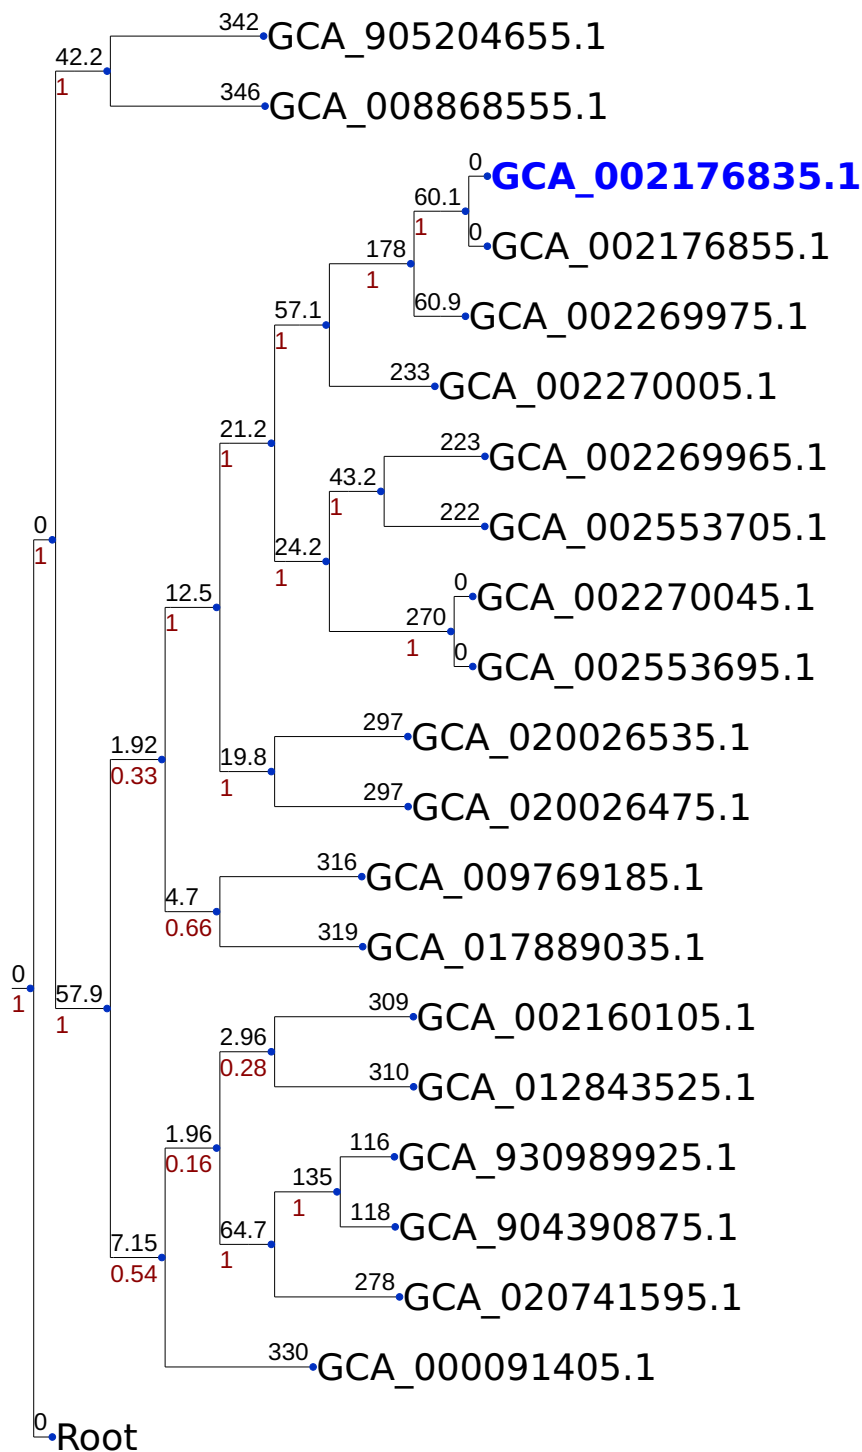 342
GCA_905204655.1
42.2
1
346
GCA_008868555.1
0
GCA_002176835.1
60.1
1
0
GCA_002176855.1
178
1
60.9
GCA_002269975.1
57.1
1
233
GCA_002270005.1
21.2
1
223
GCA_002269965.1
43.2
1
222
GCA_002553705.1
0
1
24.2
1
0
GCA_002270045.1
12.5
1
270
1
0
GCA_002553695.1
297
GCA_020026535.1
1.92
0.33
19.8
1
297
GCA_020026475.1
316
GCA_009769185.1
4.7
0.66
319
GCA_017889035.1
0
1
57.9
1
309
GCA_002160105.1
2.96
0.28
310
GCA_012843525.1
1.96
0.16
116
GCA_930989925.1
135
1
118
GCA_904390875.1
7.15
0.54
64.7
1
278
GCA_020741595.1
330
GCA_000091405.1
0
Root